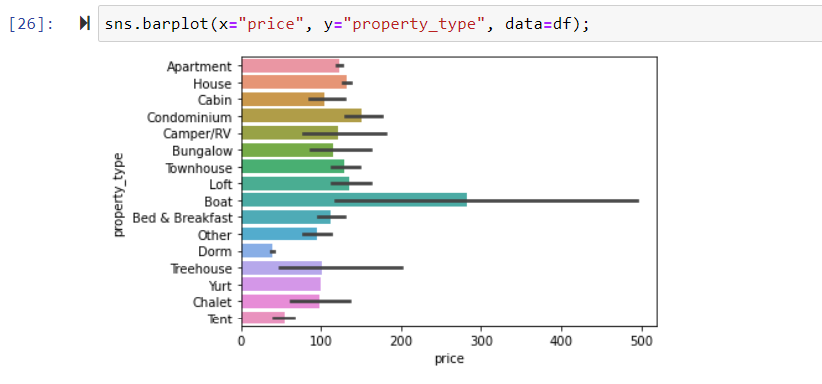 [26]: sns.barplot(x="price", y="property_type", data=df);
Apartment
House
Cabin
Condominium
Camper/RV
Bungalow
Townhouse
Loft
Boat
Bed & Breakfast
Other
Dorm
Treehouse
Yurt
Chalet
Tent
property_type
0 100 200 300 400 500
price